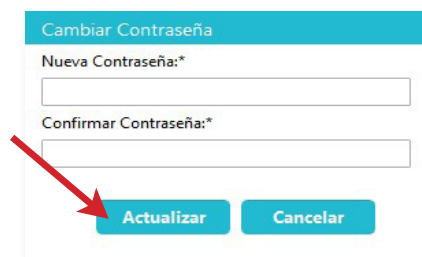 Cambiar Contraseña
Nueva Contraseña:*
Confirmar Contraseña:*
Actualizar Cancelar